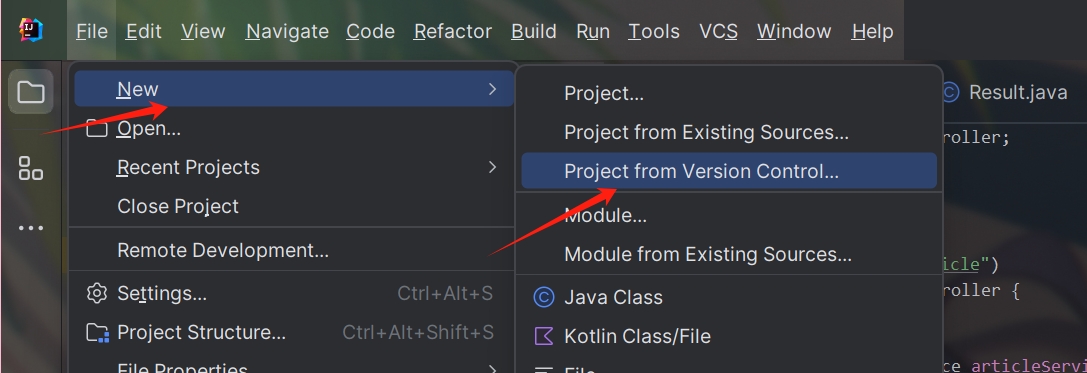 IJ
File Edit View Navigate Code Refactor Build Run Tools VCS Window Help
New
Open...
Recent Projects
Close Project
Remote Development...
Settings... Ctrl+Alt+S
Project Structure... Ctrl+Alt+Shift+S
File Properties
Project...
Project from Existing Sources...
Project from Version Control...
Module...
Module from Existing Sources...
Java Class
Kotlin Class/File
File
Result.java
roller;
icle")
roller {
ce articleServi